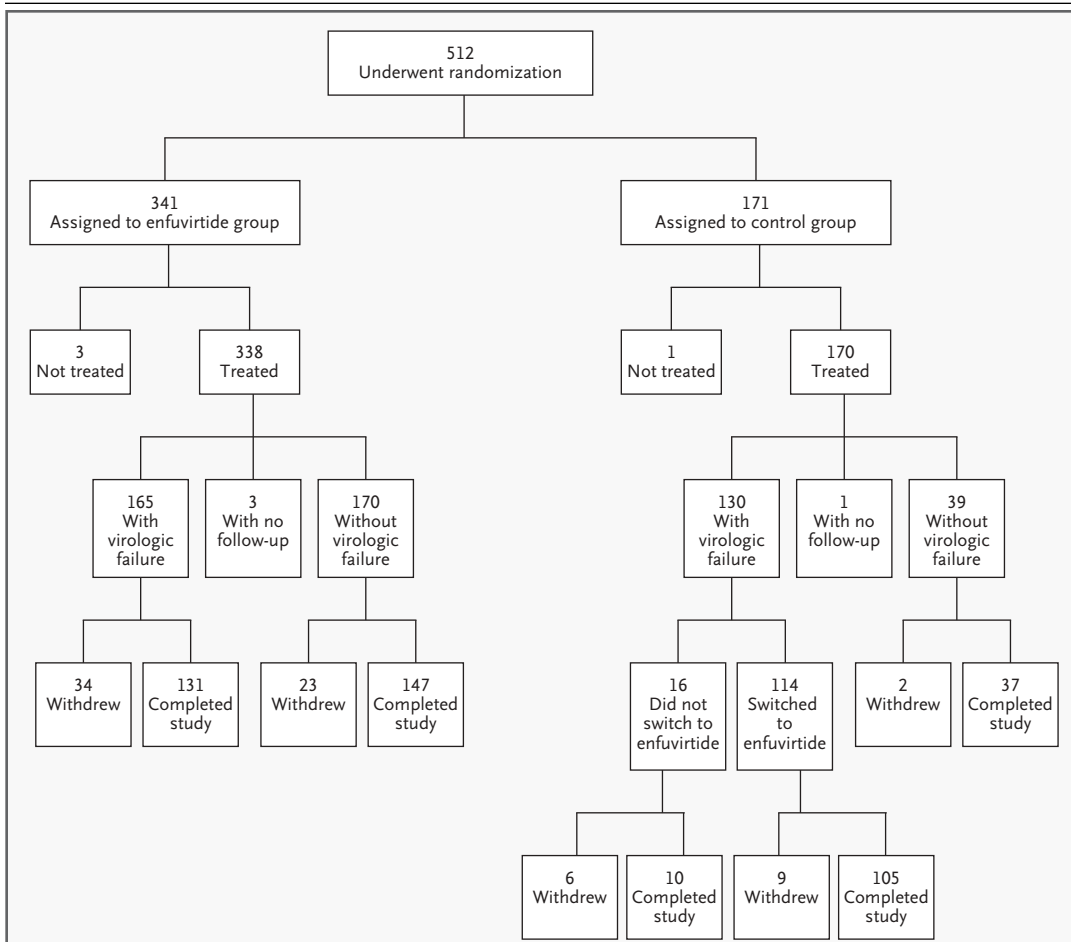 512
Underwent randomization
341
Assigned to enfuvirtide group
171
Assigned to control group
3
Not treated
338
Treated
1
Not treated
170
Treated
165
With
virologic
failure
3
With no
follow-up
170
Without
virologic
failure
130
With
virologic
failure
1
With no
follow-up
39
Without
virologic
failure
34
Withdrew
131
Completed
study
23
Withdrew
147
Completed
study
16
Did not
switch to
enfuvirtide
114
Switched
to
enfuvirtide
2
Withdrew
37
Completed
study
6
Withdrew
10
Completed
study
9
Withdrew
105
Completed
study